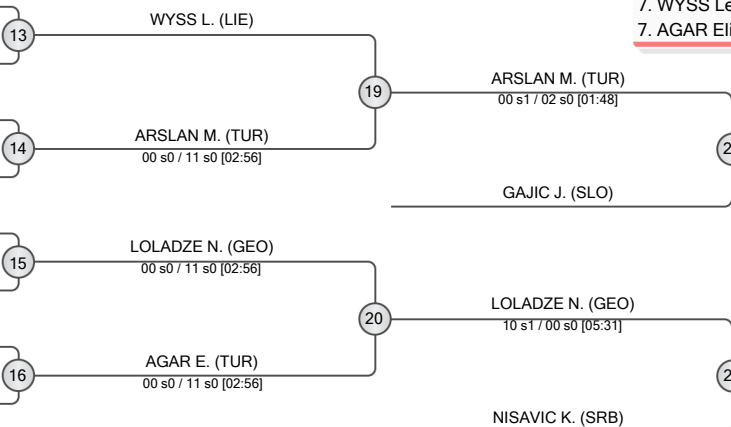 7. WYSS Le
7. AGAR Eli
WYSS L. (LIE)
13
19
ARSLAN M. (TUR)
00 s1 / 02 s0 [01:48]
ARSLAN M. (TUR)
14
00 s0 / 11 s0 [02:56]
2
GAJIC J. (SLO)
LOLADZE N. (GEO)
15
00 s0 / 11 s0 [02:56]
20
LOLADZE N. (GEO)
10 s1 / 00 s0 [05:31]
AGAR E. (TUR)
16
00 s0 / 11 s0 [02:56]
2
NISAVIC K. (SRB)